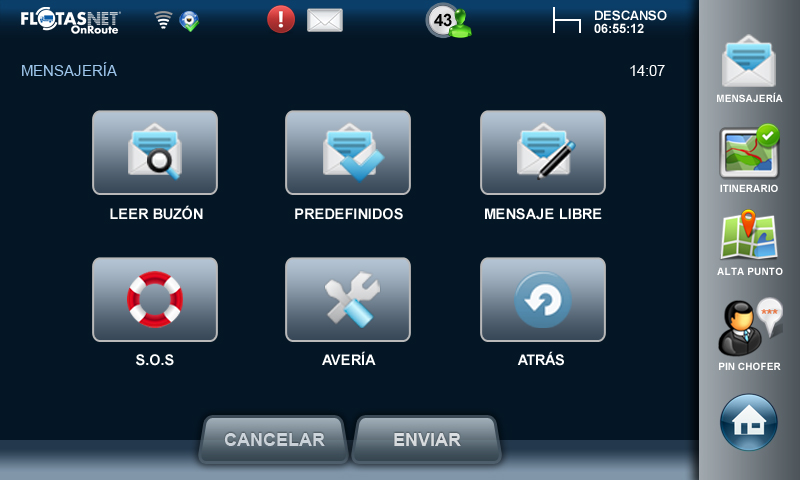 FLOTASNET
OnRoute
43
DESCANSO
06:55:12
MENSAJERÍA
14:07
LEER BUZÓN
PREDEFINIDOS
MENSAJE LIBRE
S.O.S
AVERÍA
ATRÁS
CANCELAR
ENVIAR
MENSAJERÍA
ITINERARIO
ALTA PUNTO
***
PIN CHOFER